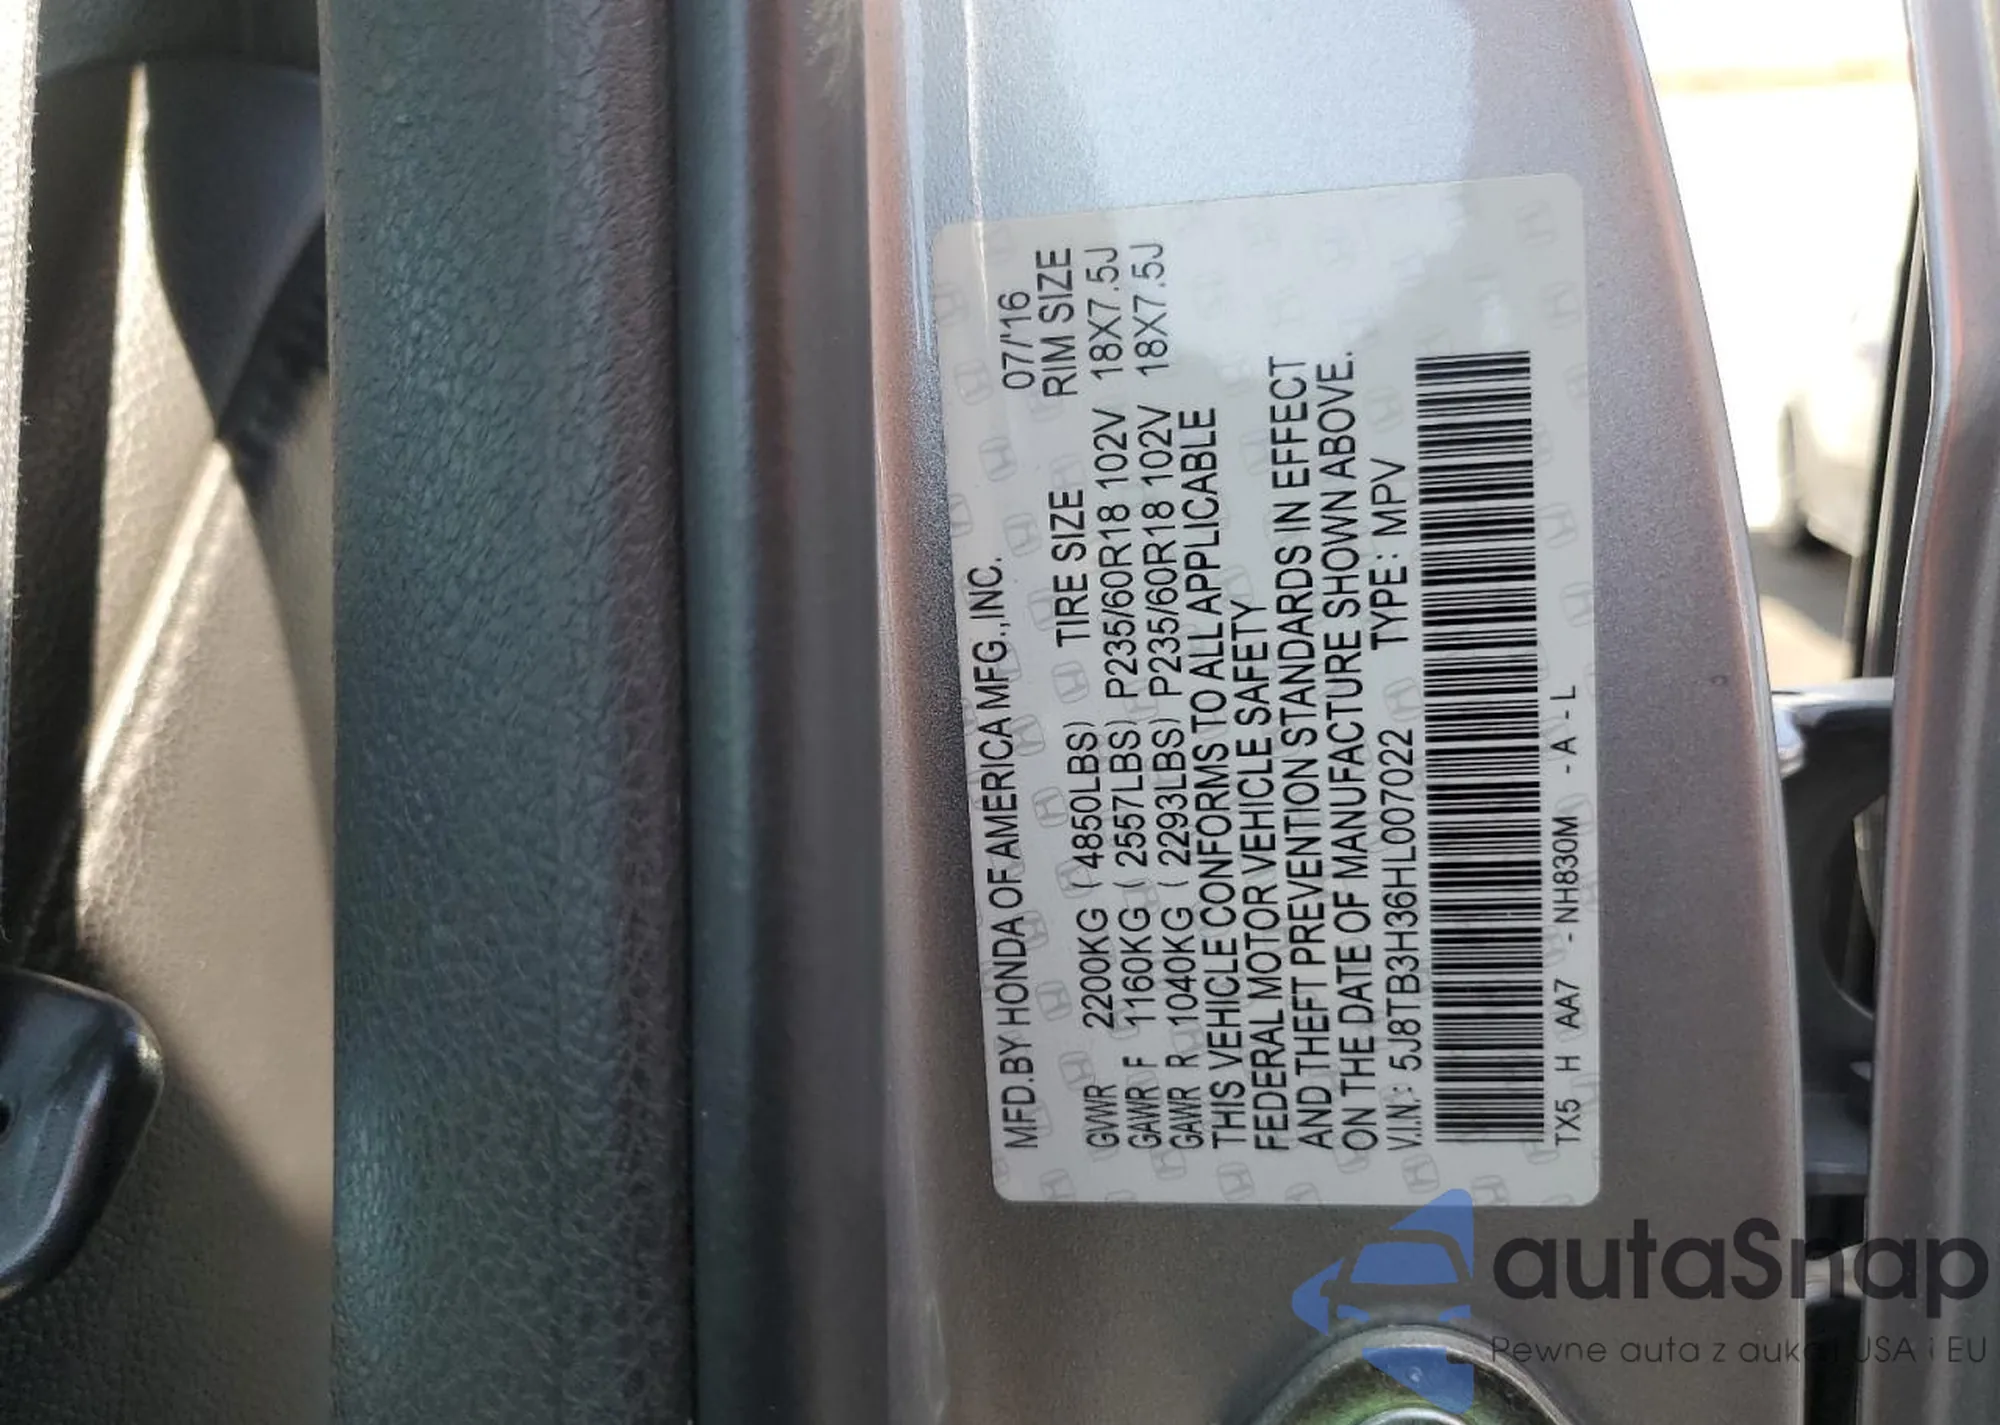 MFD.BY HONDA OF AMERICA MFG.,INC. 07/'16
TIRE SIZE RIM SIZE
GVWR 2200KG ( 4850LBS) P235/60R18 102V 18X7.5J
GAWR F 1160KG ( 2557LBS) P235/60R18 102V 18X7.5J
GAWR R 1040KG ( 2293LBS)
THIS VEHICLE CONFORMS TO ALL APPLICABLE
FEDERAL MOTOR VEHICLE SAFETY
AND THEFT PREVENTION STANDARDS IN EFFECT
ON THE DATE OF MANUFACTURE SHOWN ABOVE.
V.I.N.: 5J8TB3H36HL007022 TYPE : MPV
TX5 H AA7 - NH830M - A - L
autaSnap
Pewne auta z aukcji USA i EU